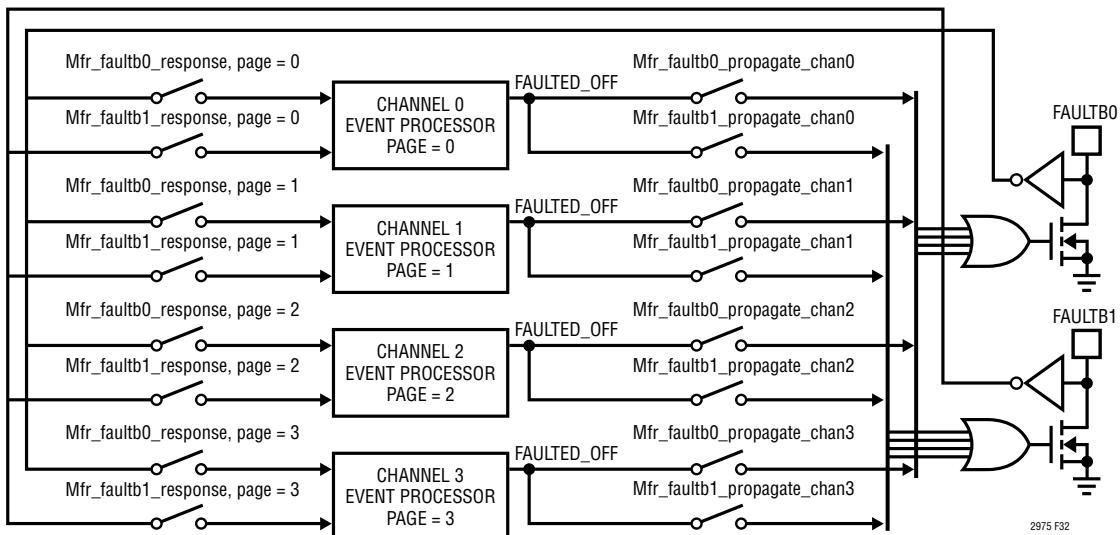 Mfr_faultb0_response, page = 0
Mfr_faultb1_response, page = 0
CHANNEL 0
EVENT PROCESSOR
PAGE = 0
FAULTED_OFF
Mfr_faultb0_propagate_chan0
Mfr_faultb1_propagate_chan0
Mfr_faultb0_response, page = 1
Mfr_faultb1_response, page = 1
CHANNEL 1
EVENT PROCESSOR
PAGE = 1
FAULTED_OFF
Mfr_faultb0_propagate_chan1
Mfr_faultb1_propagate_chan1
Mfr_faultb0_response, page = 2
Mfr_faultb1_response, page = 2
CHANNEL 2
EVENT PROCESSOR
PAGE = 2
FAULTED_OFF
Mfr_faultb0_propagate_chan2
Mfr_faultb1_propagate_chan2
Mfr_faultb0_response, page = 3
Mfr_faultb1_response, page = 3
CHANNEL 3
EVENT PROCESSOR
PAGE = 3
FAULTED_OFF
Mfr_faultb0_propagate_chan3
Mfr_faultb1_propagate_chan3
FAULTB0
FAULTB1
2975 F32